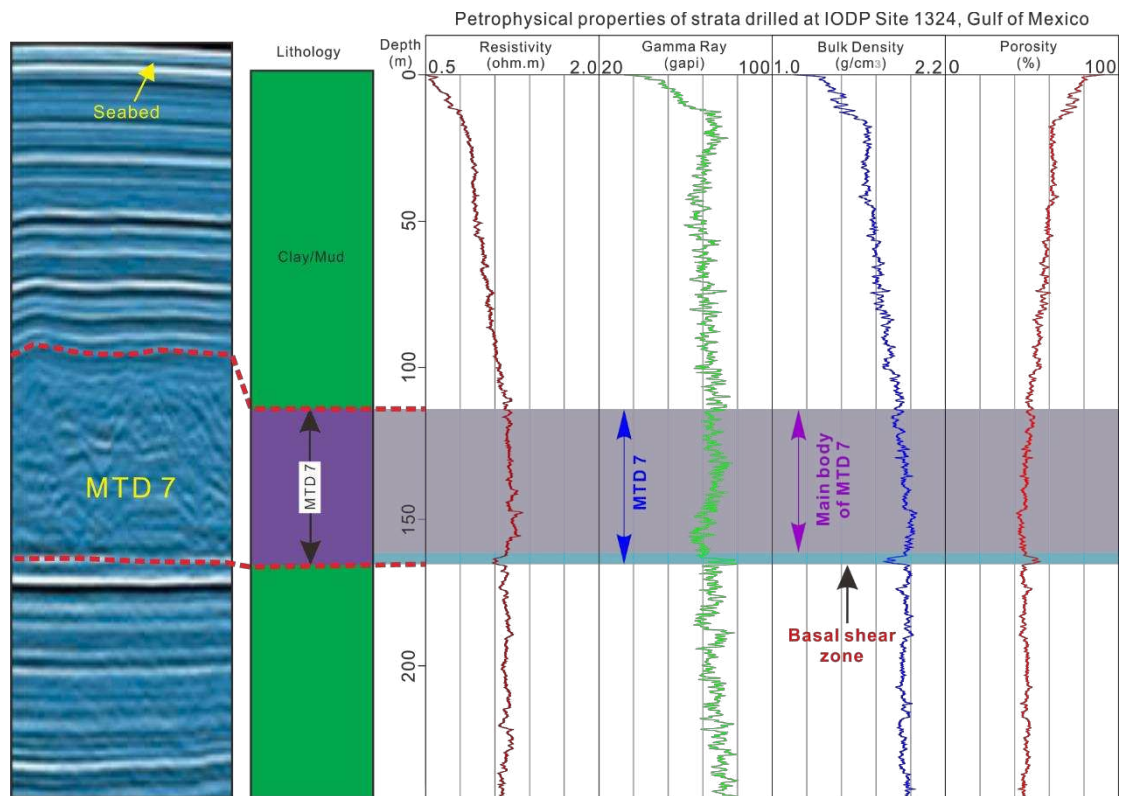 Petrophysical properties of strata drilled at IODP Site 1324, Gulf of Mexico
Lithology
Depth
(m)
Resistivity
(ohm.m)
0.5
2.0
Gamma Ray
(gapi)
20
100
Bulk Density
(g/cm3)
1.0
2.2
Porosity
(%)
0
100
Seabed
0
50
100
150
200
Clay/Mud
MTD 7
MTD 7
MTD 7
Main body
of MTD 7
Basal shear
zone